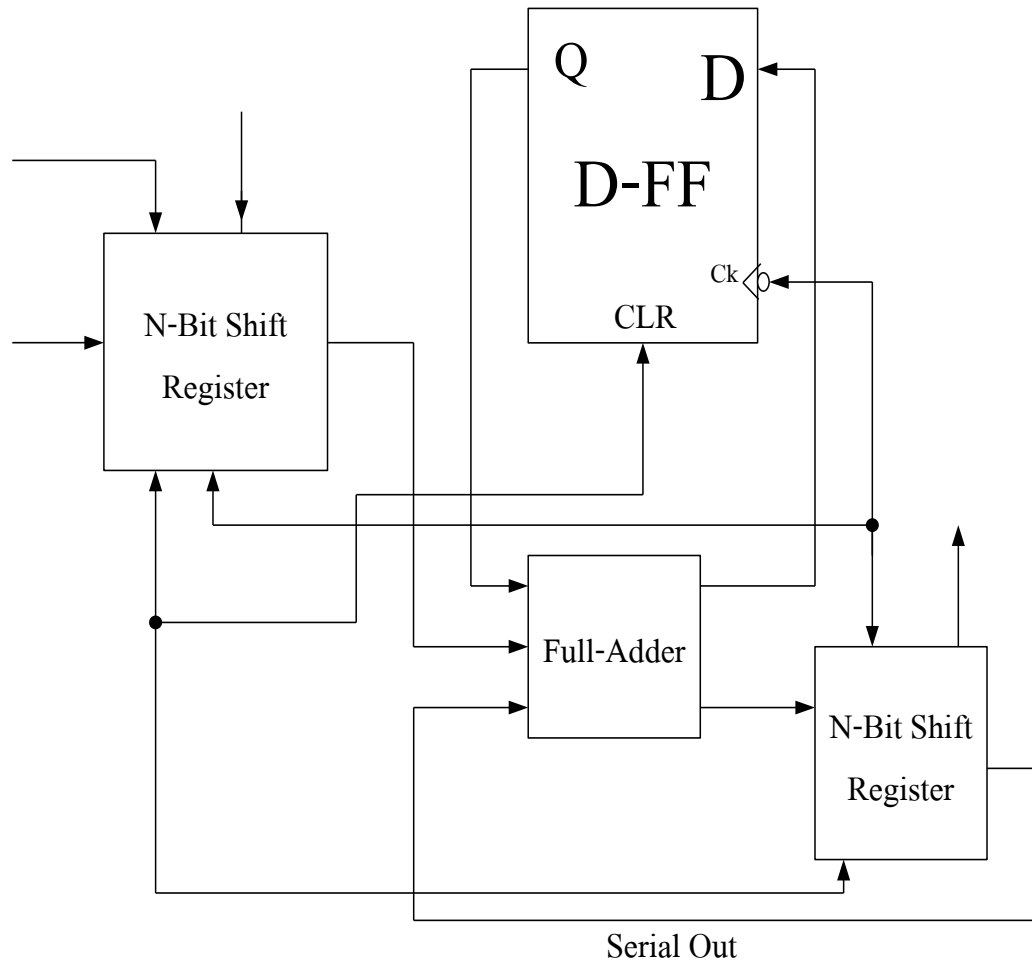 Q
D
D-FF
Ck
CLR
N-Bit Shift
Register
Full-Adder
N-Bit Shift
Register
Serial Out